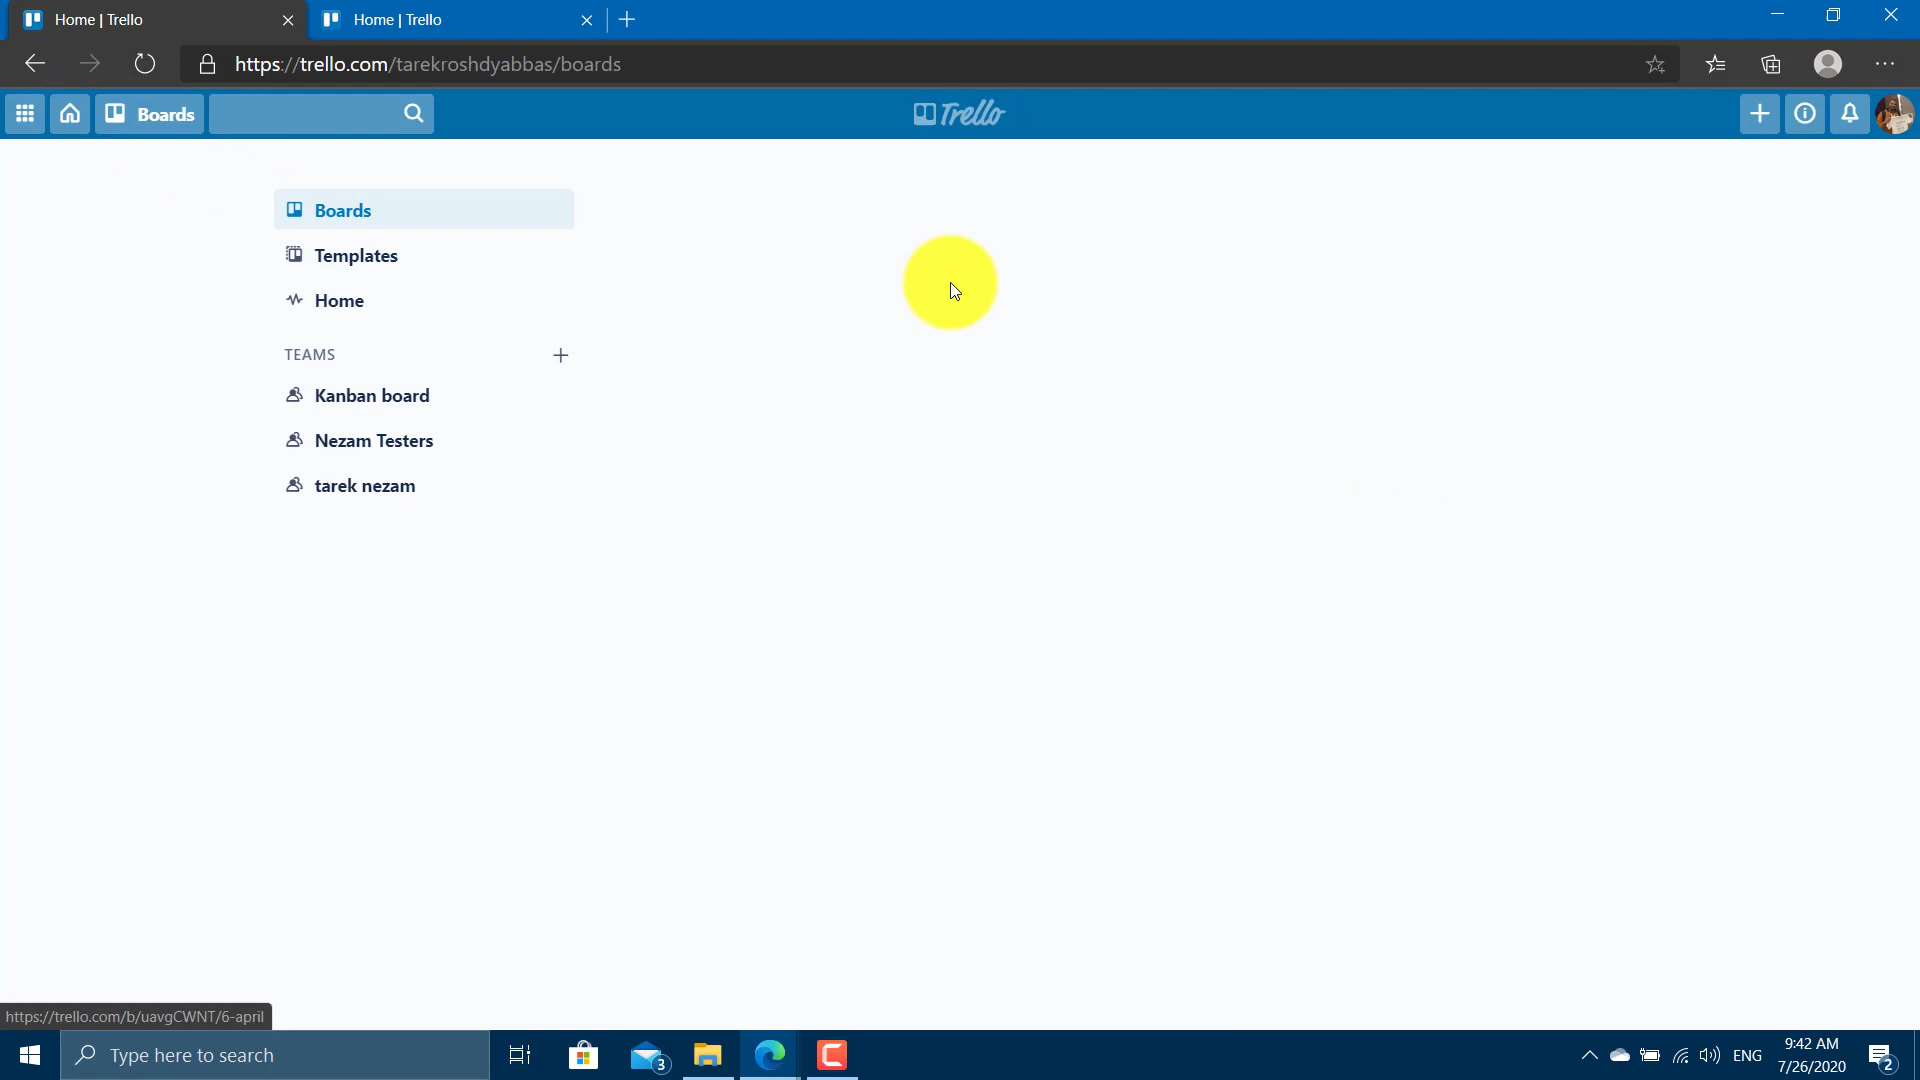 Home | Trello
Home | Trello
https://trello.com/tarekroshdyabbas/boards
Boards
Trello
Boards
Templates
Home
TEAMS
Kanban board
Nezam Testers
tarek nezam
https://trello.com/b/uavgCWNT/6-april
Type here to search
3
ENG
9:42 AM
7/26/2020
2